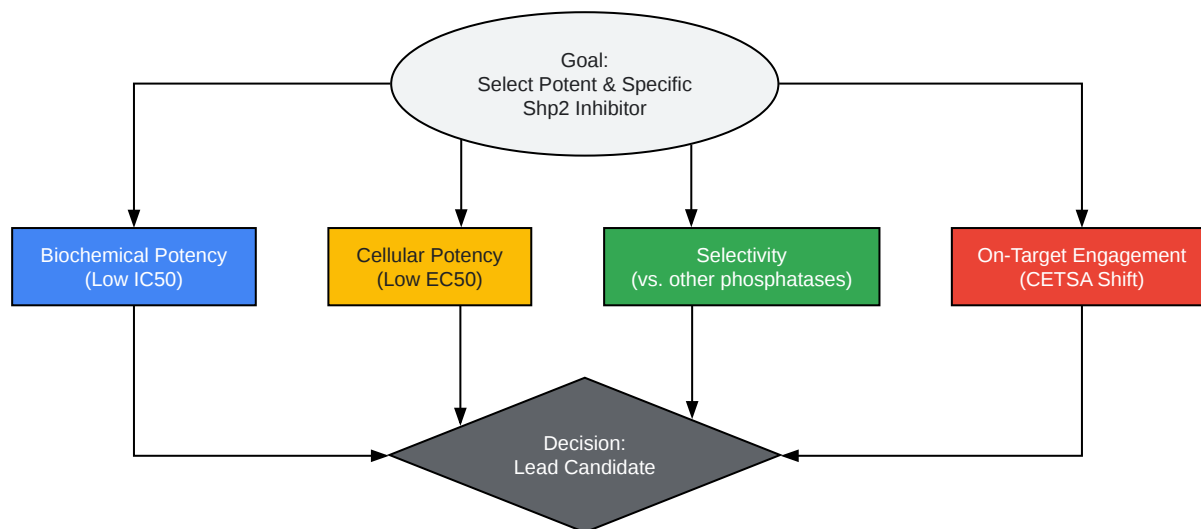 Goal:
Select Potent & Specific
Shp2 Inhibitor
Biochemical Potency
(Low IC50)
Cellular Potency
(Low EC50)
Selectivity
(vs. other phosphatases)
On-Target Engagement
(CETSA Shift)
Decision:
Lead Candidate